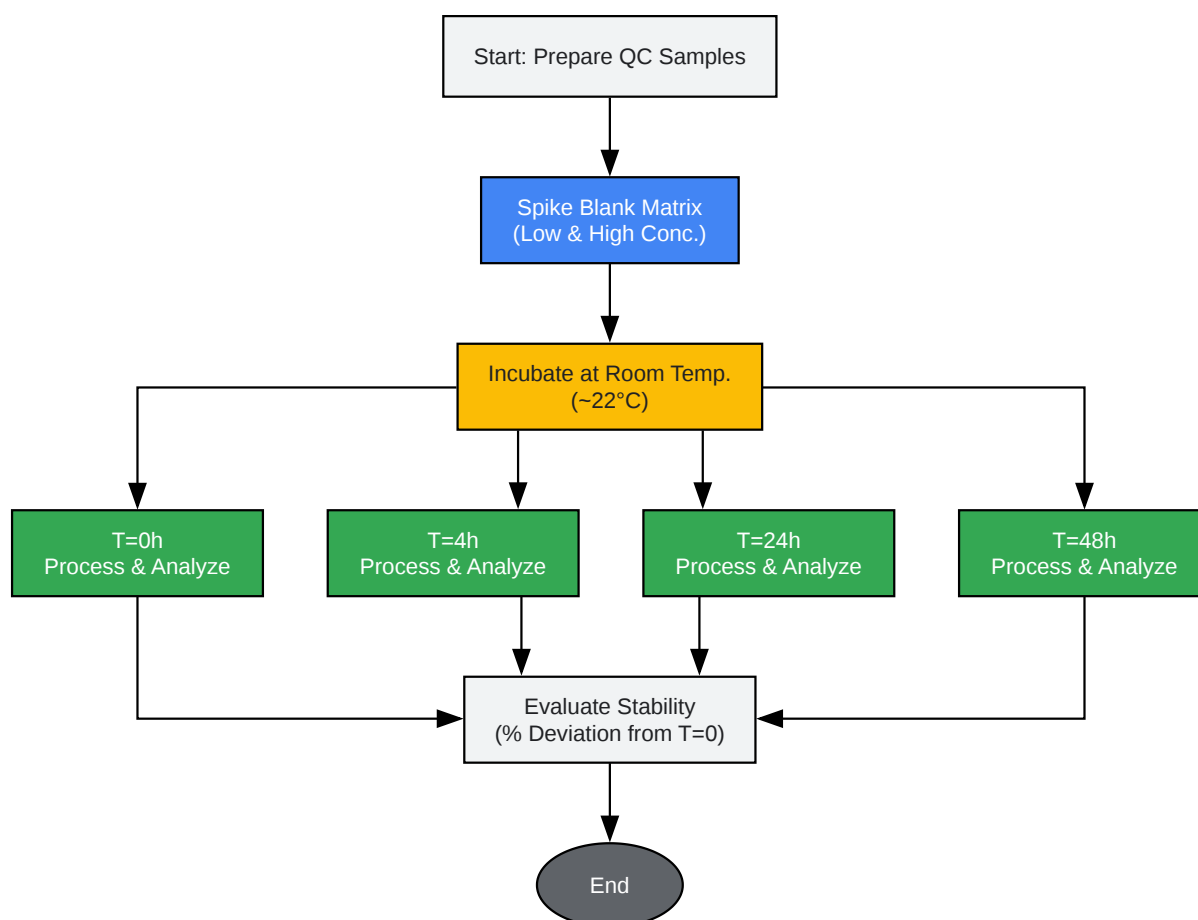 Start: Prepare QC Samples
Spike Blank Matrix
(Low & High Conc.)
Incubate at Room Temp.
(~22°C)
T=0h
Process & Analyze
T=4h
Process & Analyze
T=24h
Process & Analyze
T=48h
Process & Analyze
Evaluate Stability
(% Deviation from T=0)
End